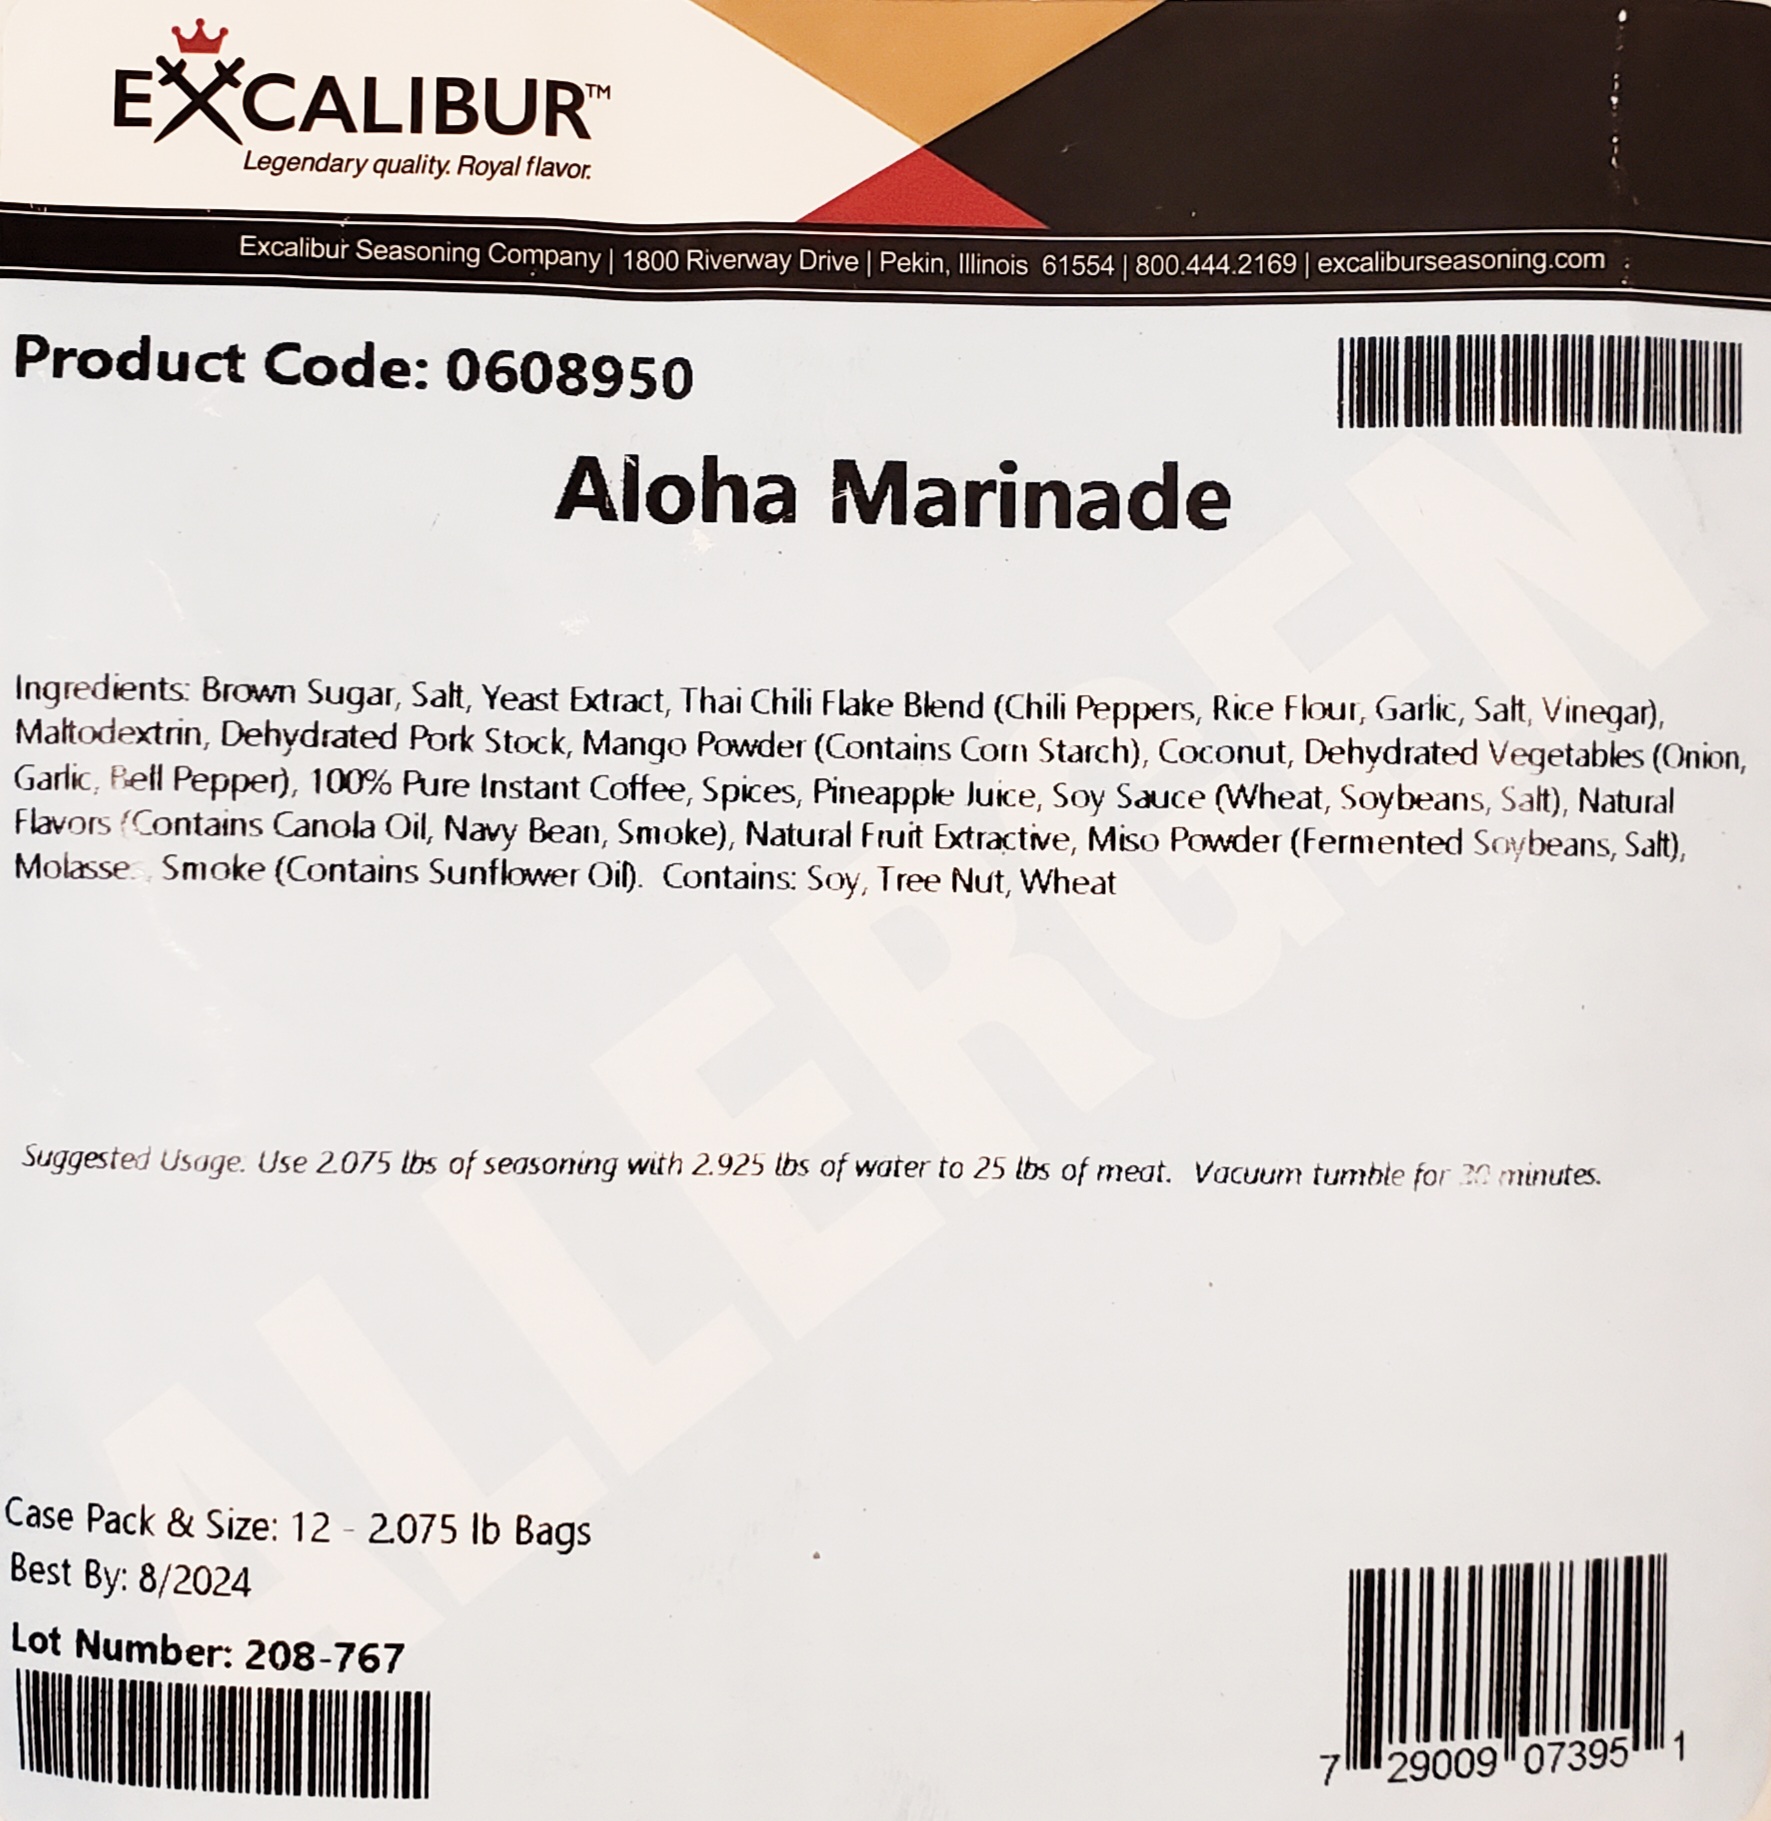 EXCALIBUR™
Legendary quality. Royal flavor.
Excalibur Seasoning Company | 1800 Riverway Drive | Pekin, Illinois 61554 | 800.444.2169 | excaliburseasoning.com
Product Code: 0608950
Aloha Marinade
Ingredients: Brown Sugar, Salt, Yeast Extract, Thai Chili Flake Blend (Chili Peppers, Rice Flour, Garlic, Salt, Vinegar),
Maltodextrin, Dehydrated Pork Stock, Mango Powder (Contains Corn Starch), Coconut, Dehydrated Vegetables (Onion,
Garlic, Bell Pepper), 100% Pure Instant Coffee, Spices, Pineapple Juice, Soy Sauce (Wheat, Soybeans, Salt), Natural
Flavors (Contains Canola Oil, Navy Bean, Smoke), Natural Fruit Extractive, Miso Powder (Fermented Soybeans, Salt),
Molasse , Smoke (Contains Sunflower Oil). Contains: Soy, Tree Nut, Wheat
Suggested Usage. Use 2.075 lbs of seasoning with 2.925 lbs of water to 25 lbs of meat. Vacuum tumble for minutes.
ALLERGEN
Case Pack & Size: 12 - 2.075 lb Bags
Best By: 8/2024
Lot Number: 208-767
7 29009 07395 1